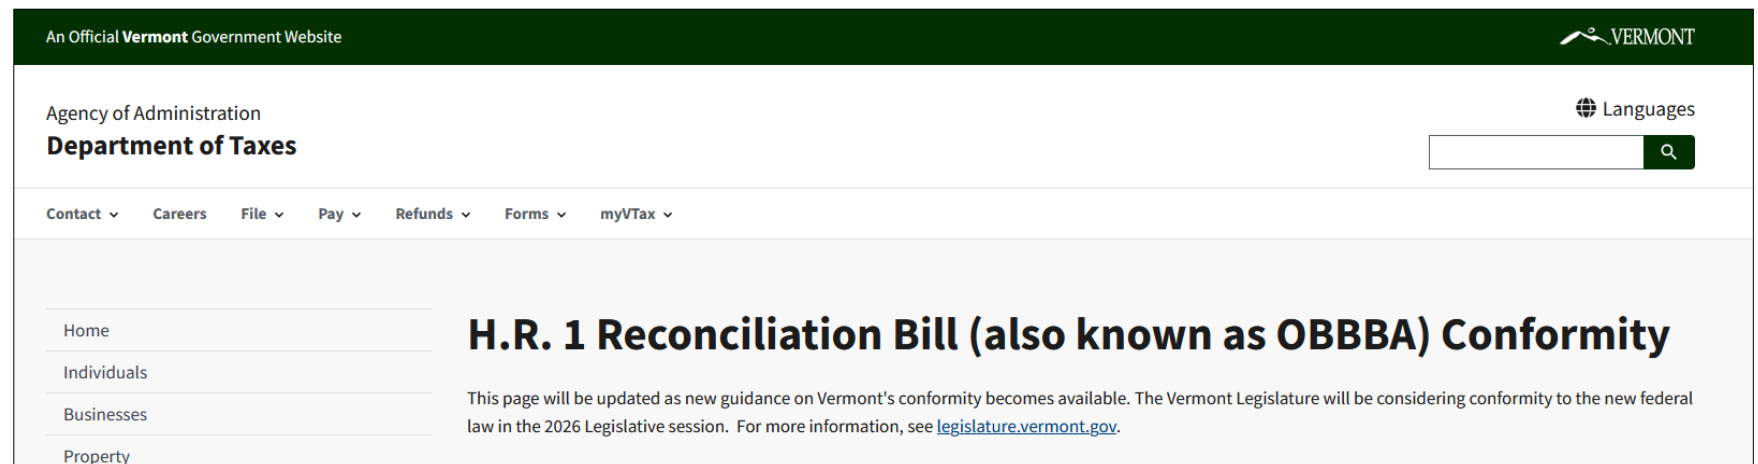 An Official Vermont Government Website
VERMONT
Agency of Administration
Department of Taxes
Languages
Contact
Careers
File
Pay
Refunds
Forms
myVTax
Home
Individuals
Businesses
Property
H.R. 1 Reconciliation Bill (also known as OBBBA) Conformity
This page will be updated as new guidance on Vermont's conformity becomes available. The Vermont Legislature will be considering conformity to the new federal
law in the 2026 Legislative session. For more information, see legislature.vermont.gov.